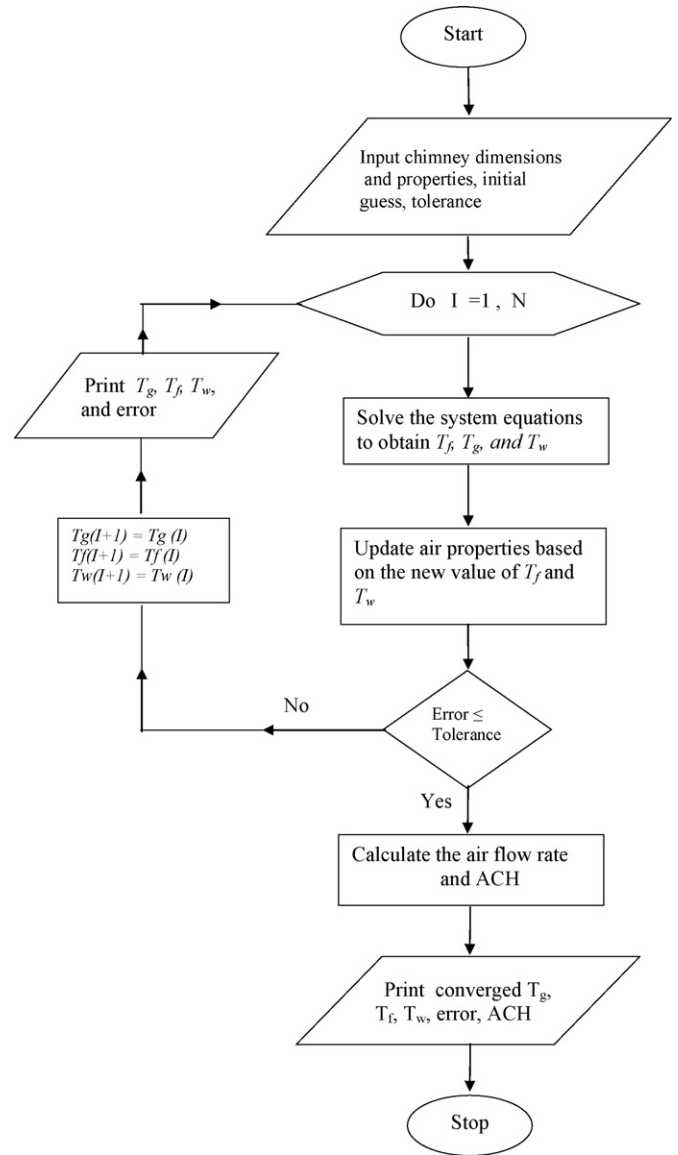 Start
Input chimney dimensions
and properties, initial
guess, tolerance
Do I =1 , N
Print Tg, Tf, Tw,
and error
Solve the system equations
to obtain Tf, Tg, and Tw
Tg(I+1) = Tg (I)
Tf(I+1) = Tf (I)
Tw(I+1) = Tw (I)
Update air properties based
on the new value of Tf and
Tw
No
Error ≤
Tolerance
Yes
Calculate the air flow rate
and ACH
Print converged Tg,
Tf, Tw, error, ACH
Stop